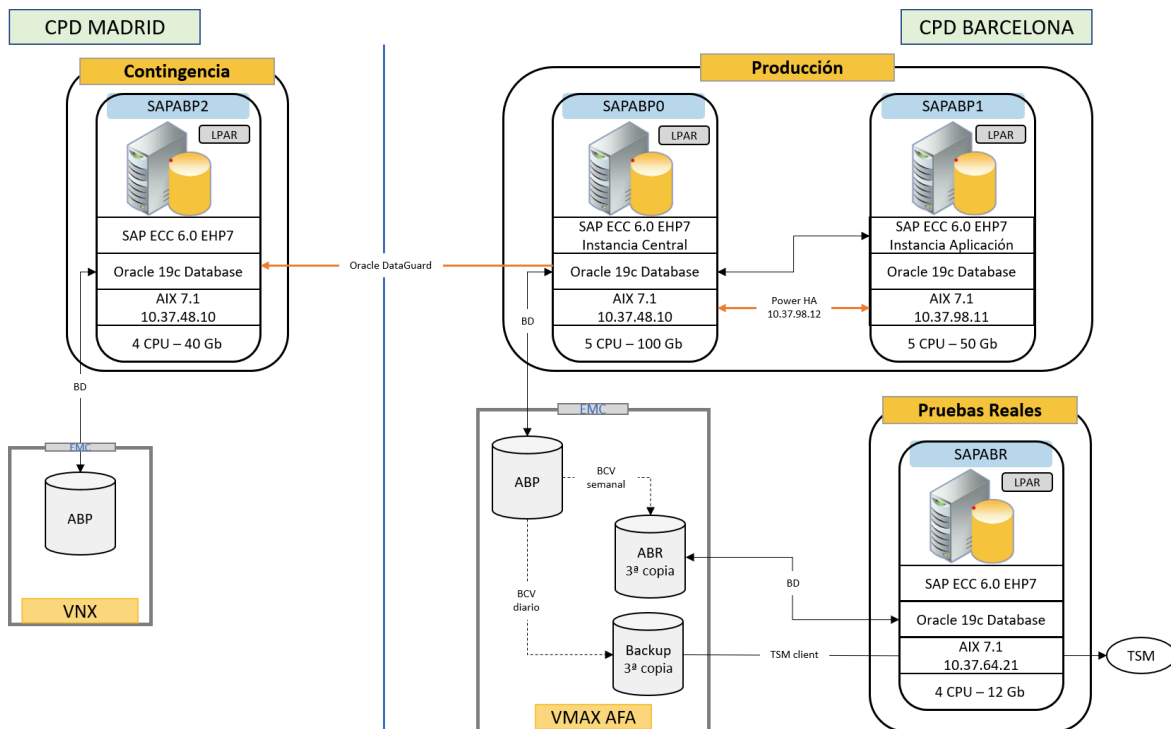 CPD MADRID
CPD BARCELONA
Contingencia
SAPABP2
LPAR
SAP ECC 6.0 EHP7
Oracle 19c Database
AIX 7.1
10.37.48.10
4 CPU – 40 Gb
BD
EMC
ABP
VNX
Oracle DataGuard
Producción
SAPABP0
LPAR
SAP ECC 6.0 EHP7
Instancia Central
Oracle 19c Database
AIX 7.1
10.37.48.10
5 CPU – 100 Gb
Power HA
10.37.98.12
SAPABP1
LPAR
SAP ECC 6.0 EHP7
Instancia Aplicación
Oracle 19c Database
AIX 7.1
10.37.98.11
5 CPU – 50 Gb
BD
EMC
ABP
BCV
semanal
ABR
3ª copia
BCV
diario
Backup
3ª copia
VMAX AFA
BD
TSM client
Pruebas Reales
SAPABR
LPAR
SAP ECC 6.0 EHP7
Oracle 19c Database
AIX 7.1
10.37.64.21
4 CPU – 12 Gb
TSM